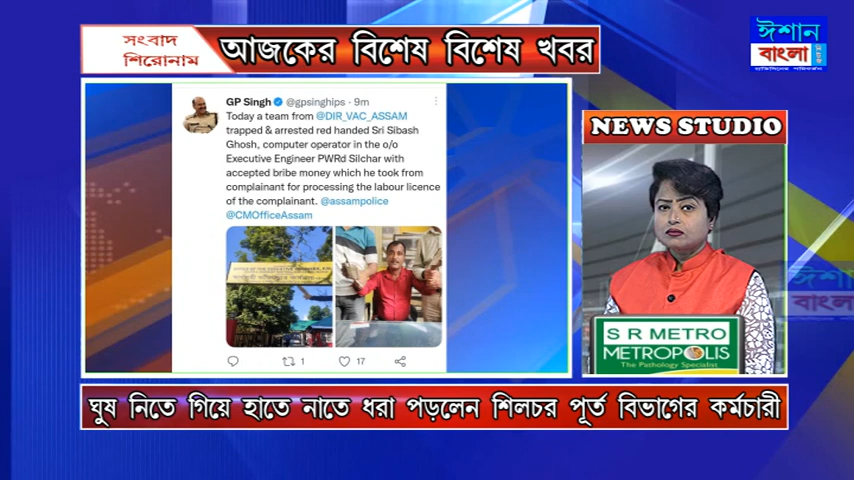 সংবাদ
শিরোনাম
আজকের বিশেষ বিশেষ খবর
ঈশান
বাংলা
GP Singh @gpsinghips · 9m
Today a team from @DIR_VAC_ASSAM
trapped & arrested red handed Sri Sibash
Ghosh, computer operator in the o/o
Executive Engineer PWRd Silchar with
accepted bribe money which he took from
complainant for processing the labour licence
of the complainant. @assampolice
@CMOfficeAssam
1
17
NEWS STUDIO
ঈশান
বাংলা
S R METRO
METROPOLIS
The Pathology Specialist
ঘুষ নিতে গিয়ে হাতে নাতে ধরা পড়লেন শিলচর পূর্ত বিভাগের কর্মচারী